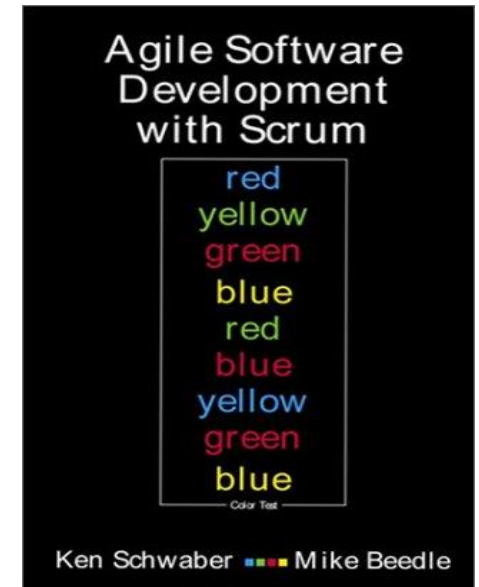 Agile Software
Development
with Scrum
red
yellow
green
blue
red
blue
yellow
green
blue
Color Test
Ken Schwaber Mike Beedle